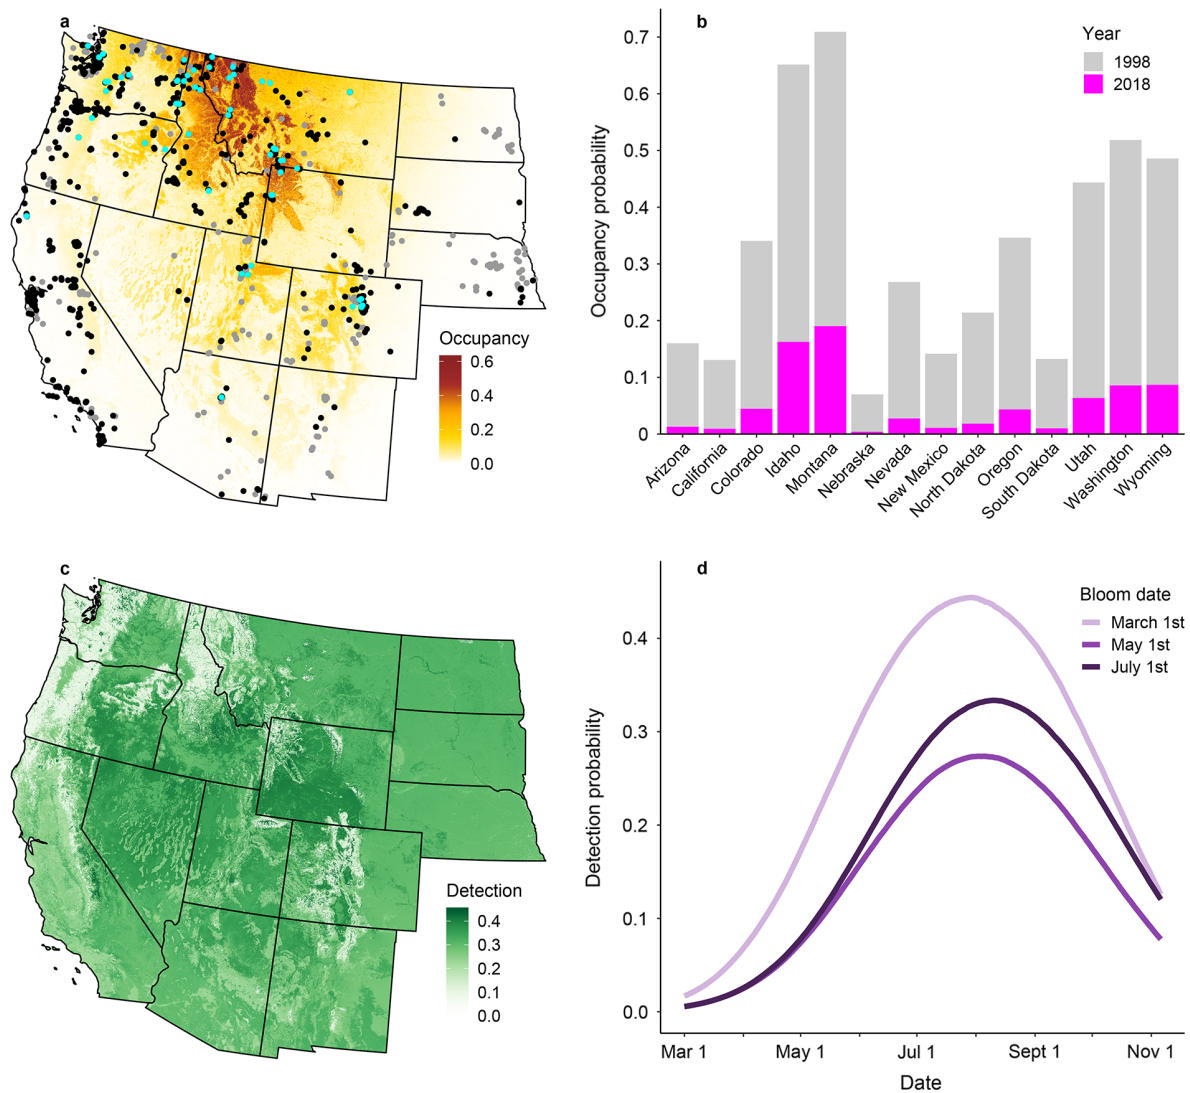 a
Occupancy
0.6
0.4
0.2
0.0
b
Year
1998
2018
Occupancy probability
0.7
0.6
0.5
0.4
0.3
0.2
0.1
0
Arizona
California
Colorado
Idaho
Montana
Nebraska
Nevada
New Mexico
North Dakota
Oregon
South Dakota
Utah
Washington
Wyoming
c
Detection
0.4
0.3
0.2
0.1
0.0
d
Bloom date
March 1st
May 1st
July 1st
Detection probability
0.4
0.3
0.2
0.1
0.0
Mar 1
May 1
Jul 1
Sept 1
Nov 1
Date